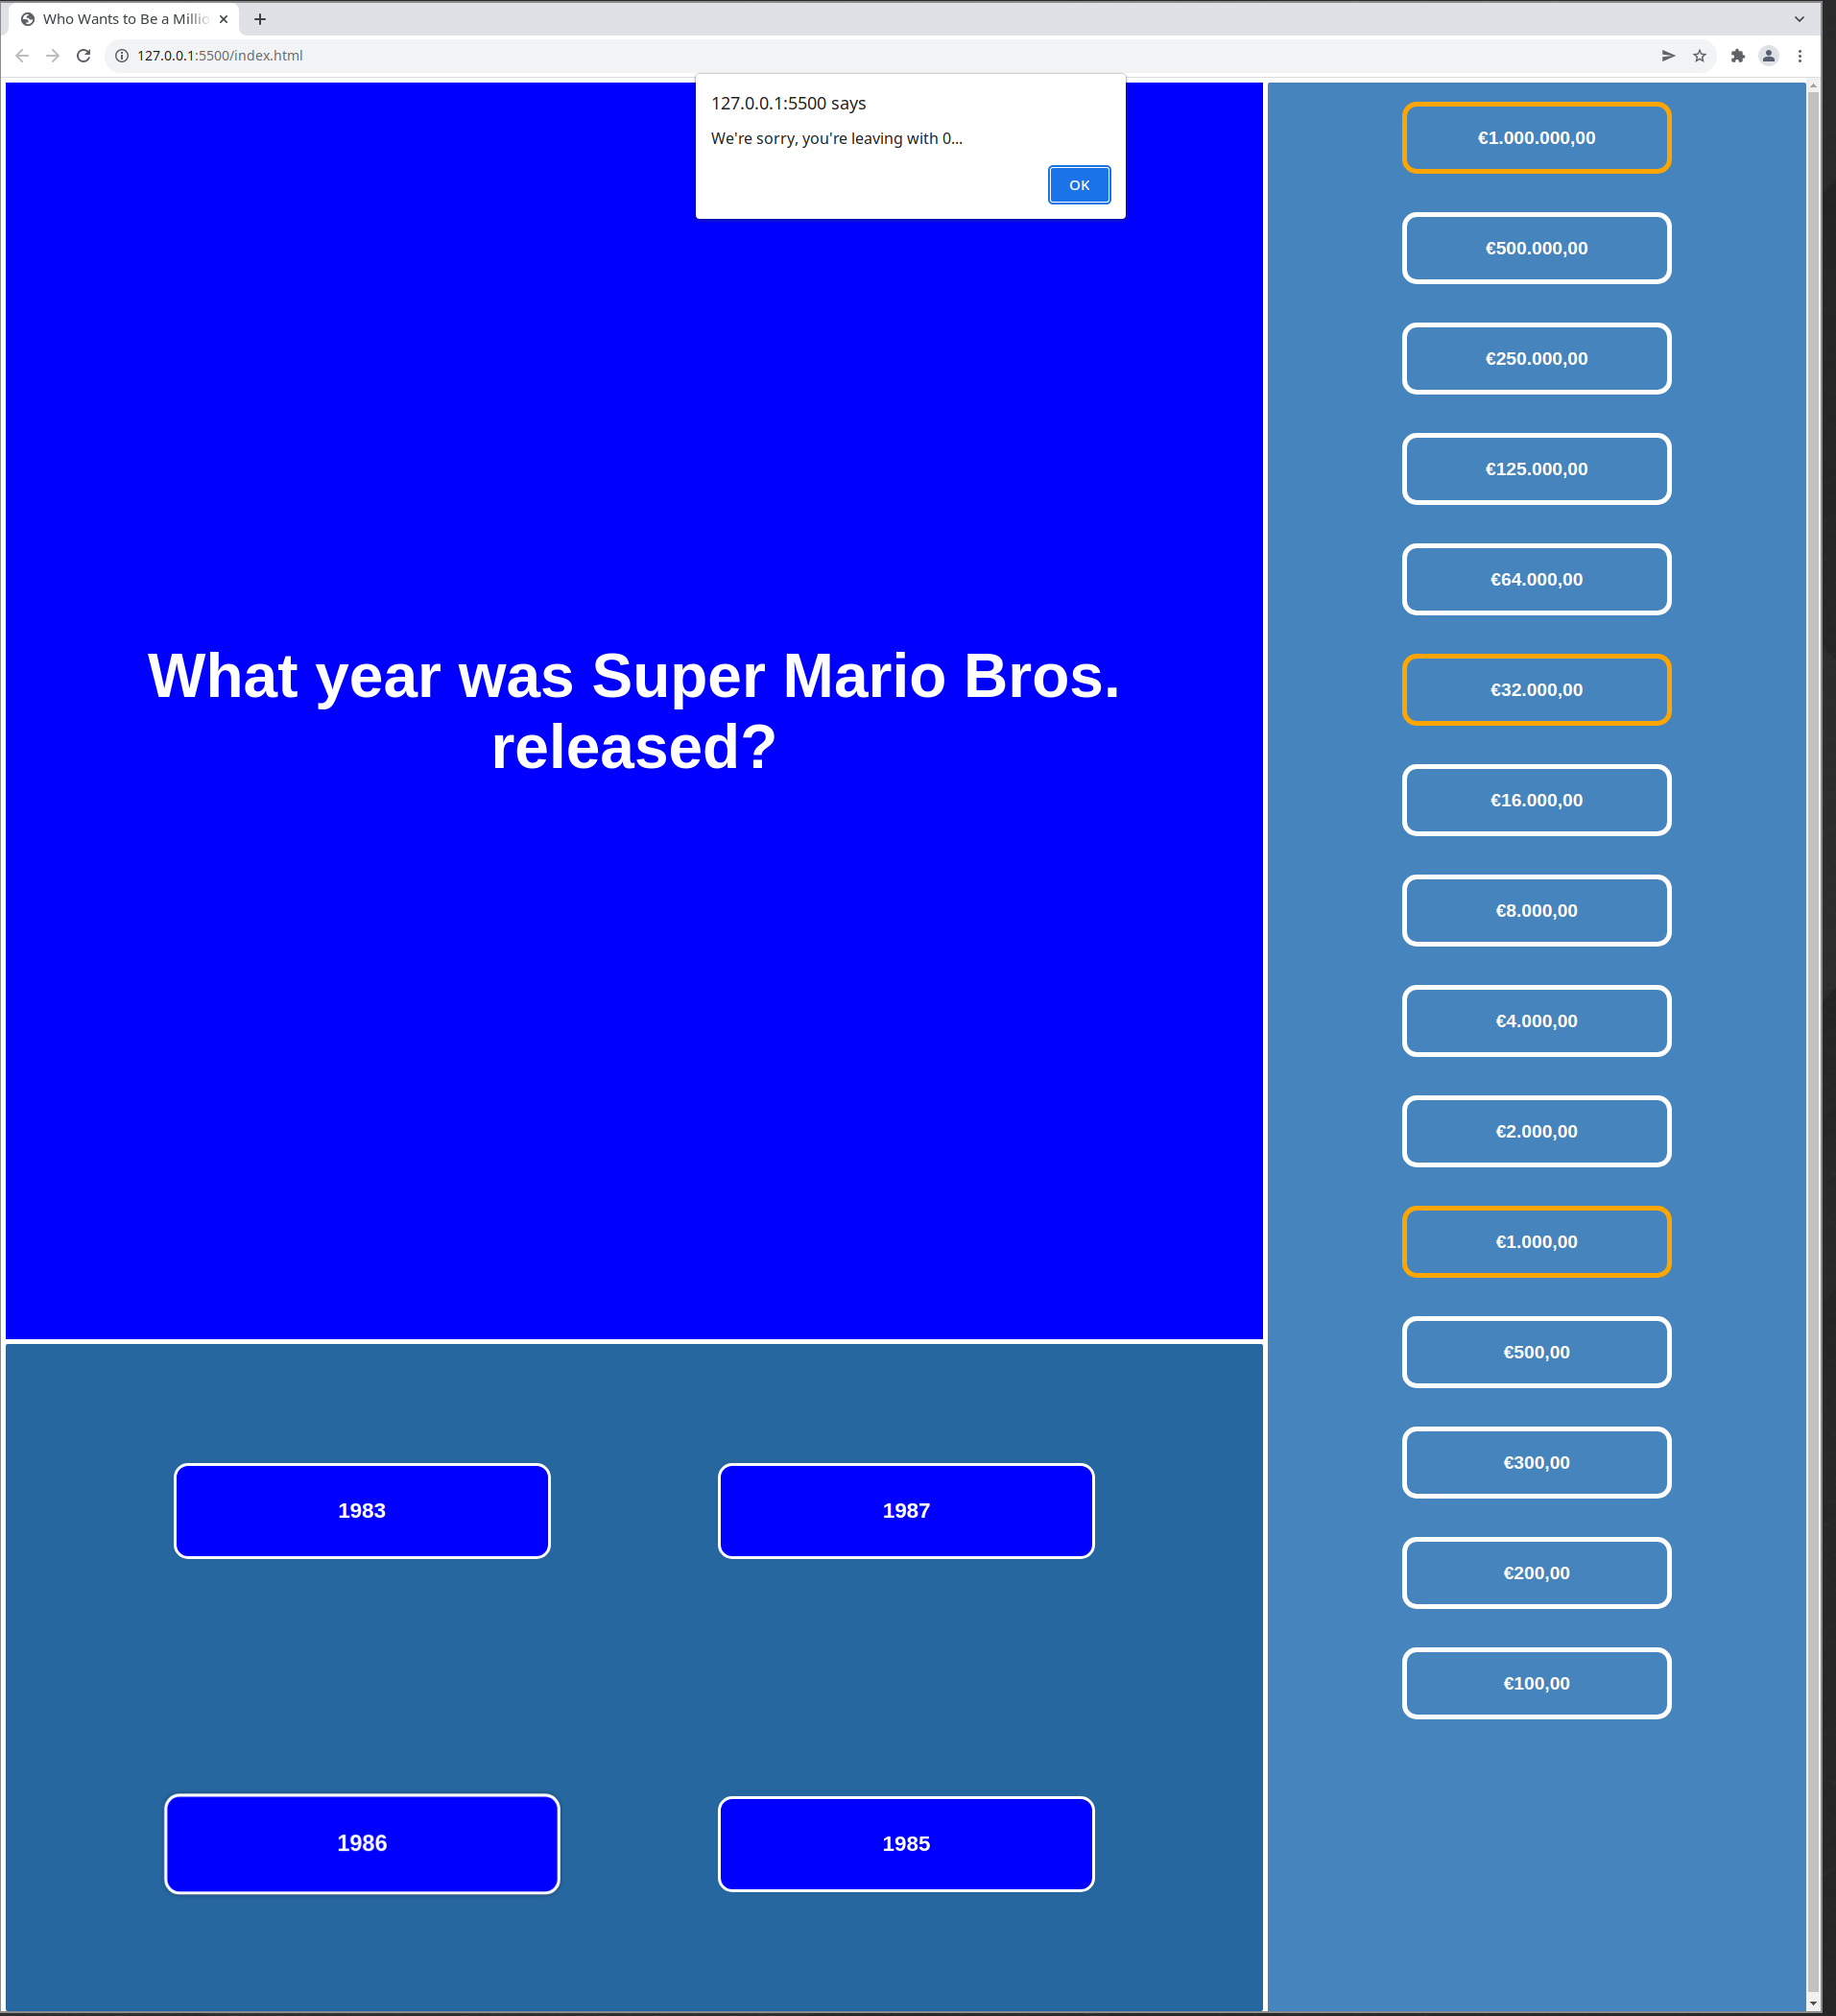 Who Wants to Be a Millio
127.0.0.1:5500/index.html
127.0.0.1:5500 says
We're sorry, you're leaving with 0...
OK
What year was Super Mario Bros.
released?
1983
1987
1986
1985
€1.000.000,00
€500.000,00
€250.000,00
€125.000,00
€64.000,00
€32.000,00
€16.000,00
€8.000,00
€4.000,00
€2.000,00
€1.000,00
€500,00
€300,00
€200,00
€100,00